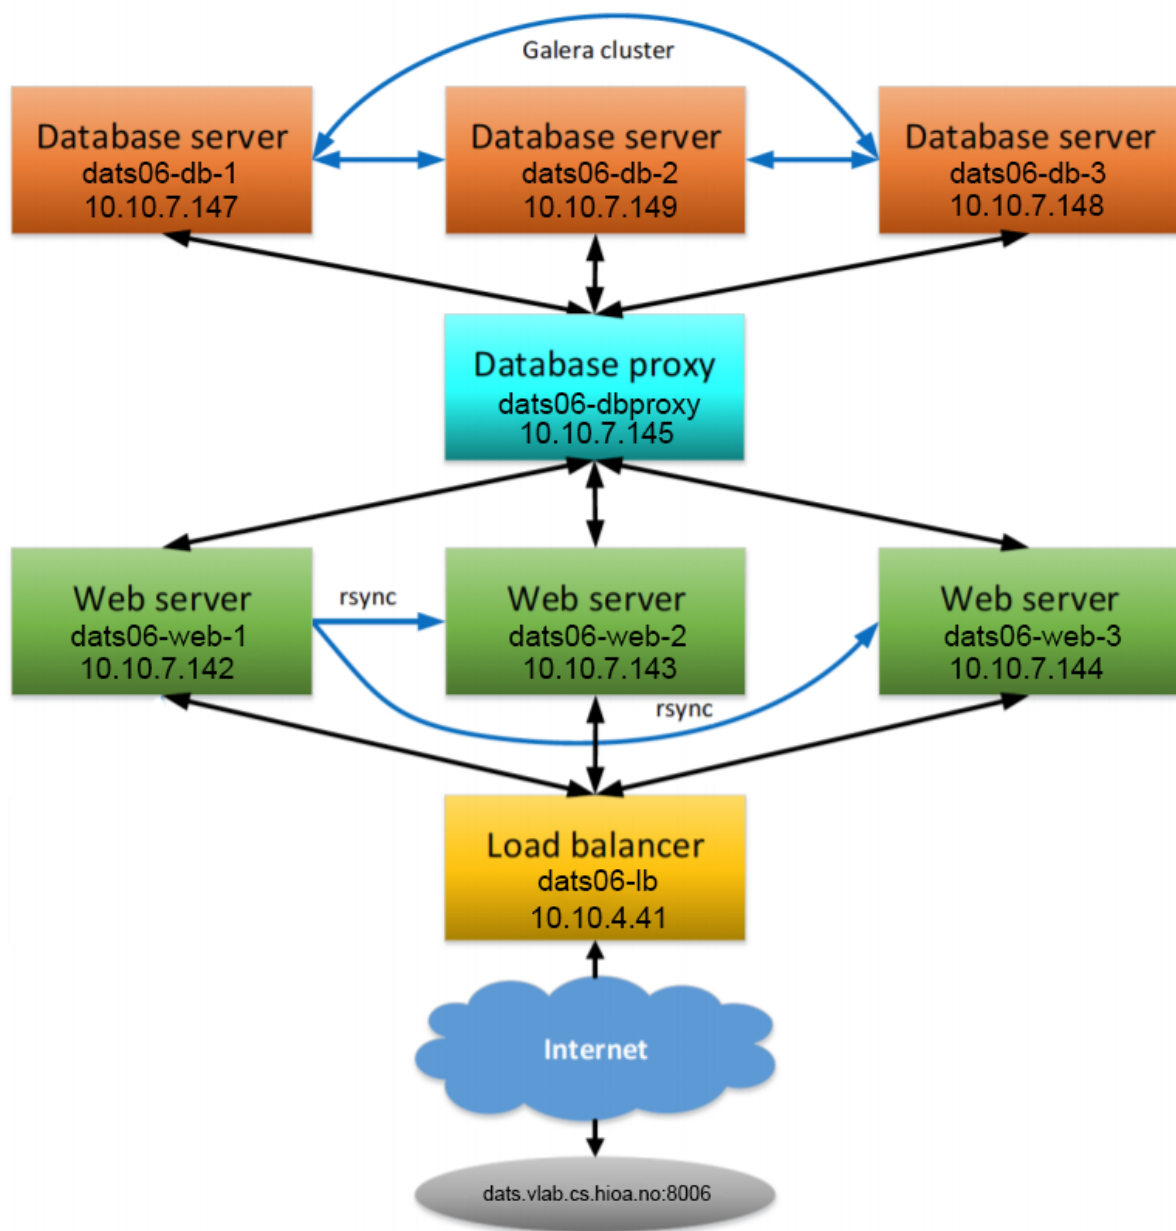 Galera cluster
Database server
dats06-db-1
10.10.7.147
Database server
dats06-db-2
10.10.7.149
Database server
dats06-db-3
10.10.7.148
Database proxy
dats06-dbproxy
10.10.7.145
Web server
dats06-web-1
10.10.7.142
rsync
Web server
dats06-web-2
10.10.7.143
Web server
dats06-web-3
10.10.7.144
rsync
Load balancer
dats06-lb
10.10.4.41
Internet
dats.vlab.cs.hioa.no:8006